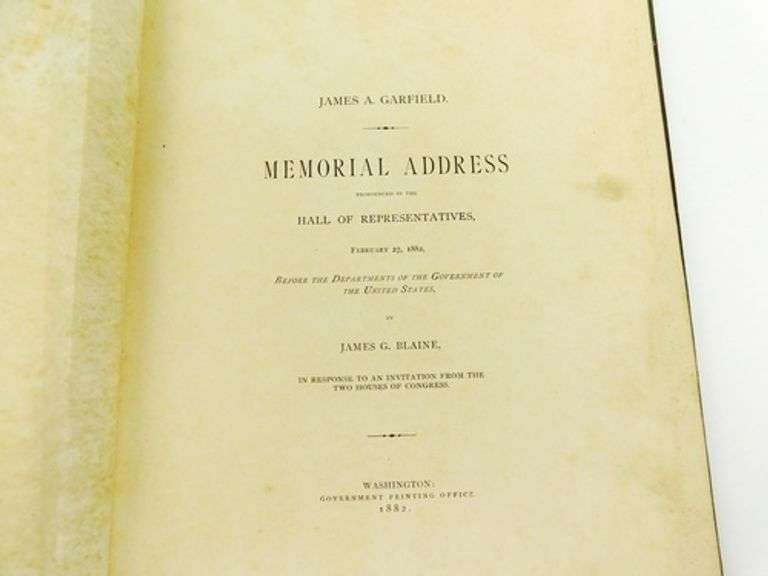 JAMES A. GARFIELD.
MEMORIAL ADDRESS
PRONOUNCED IN THE
HALL OF REPRESENTATIVES,
FEBRUARY 27, 1882,
BEFORE THE DEPARTMENTS OF THE GOVERNMENT OF
THE UNITED STATES,
BY
JAMES G. BLAINE,
IN RESPONSE TO AN INVITATION FROM THE
TWO HOUSES OF CONGRESS.
WASHINGTON:
GOVERNMENT PRINTING OFFICE.
1882.